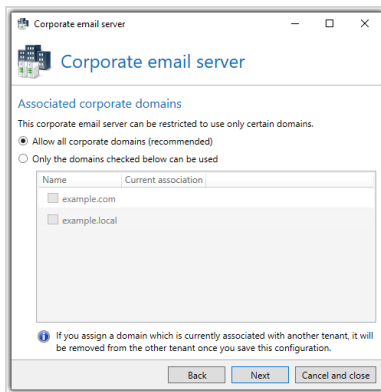 Corporate email server
Corporate email server
Associated corporate domains
This corporate email server can be restricted to use only certain domains.
Allow all corporate domains (recommended)
Only the domains checked below can be used
Name Current association
example.com
example.local
If you assign a domain which is currently associated with another tenant, it will
be removed from the other tenant once you save this configuration.
Back Next Cancel and close